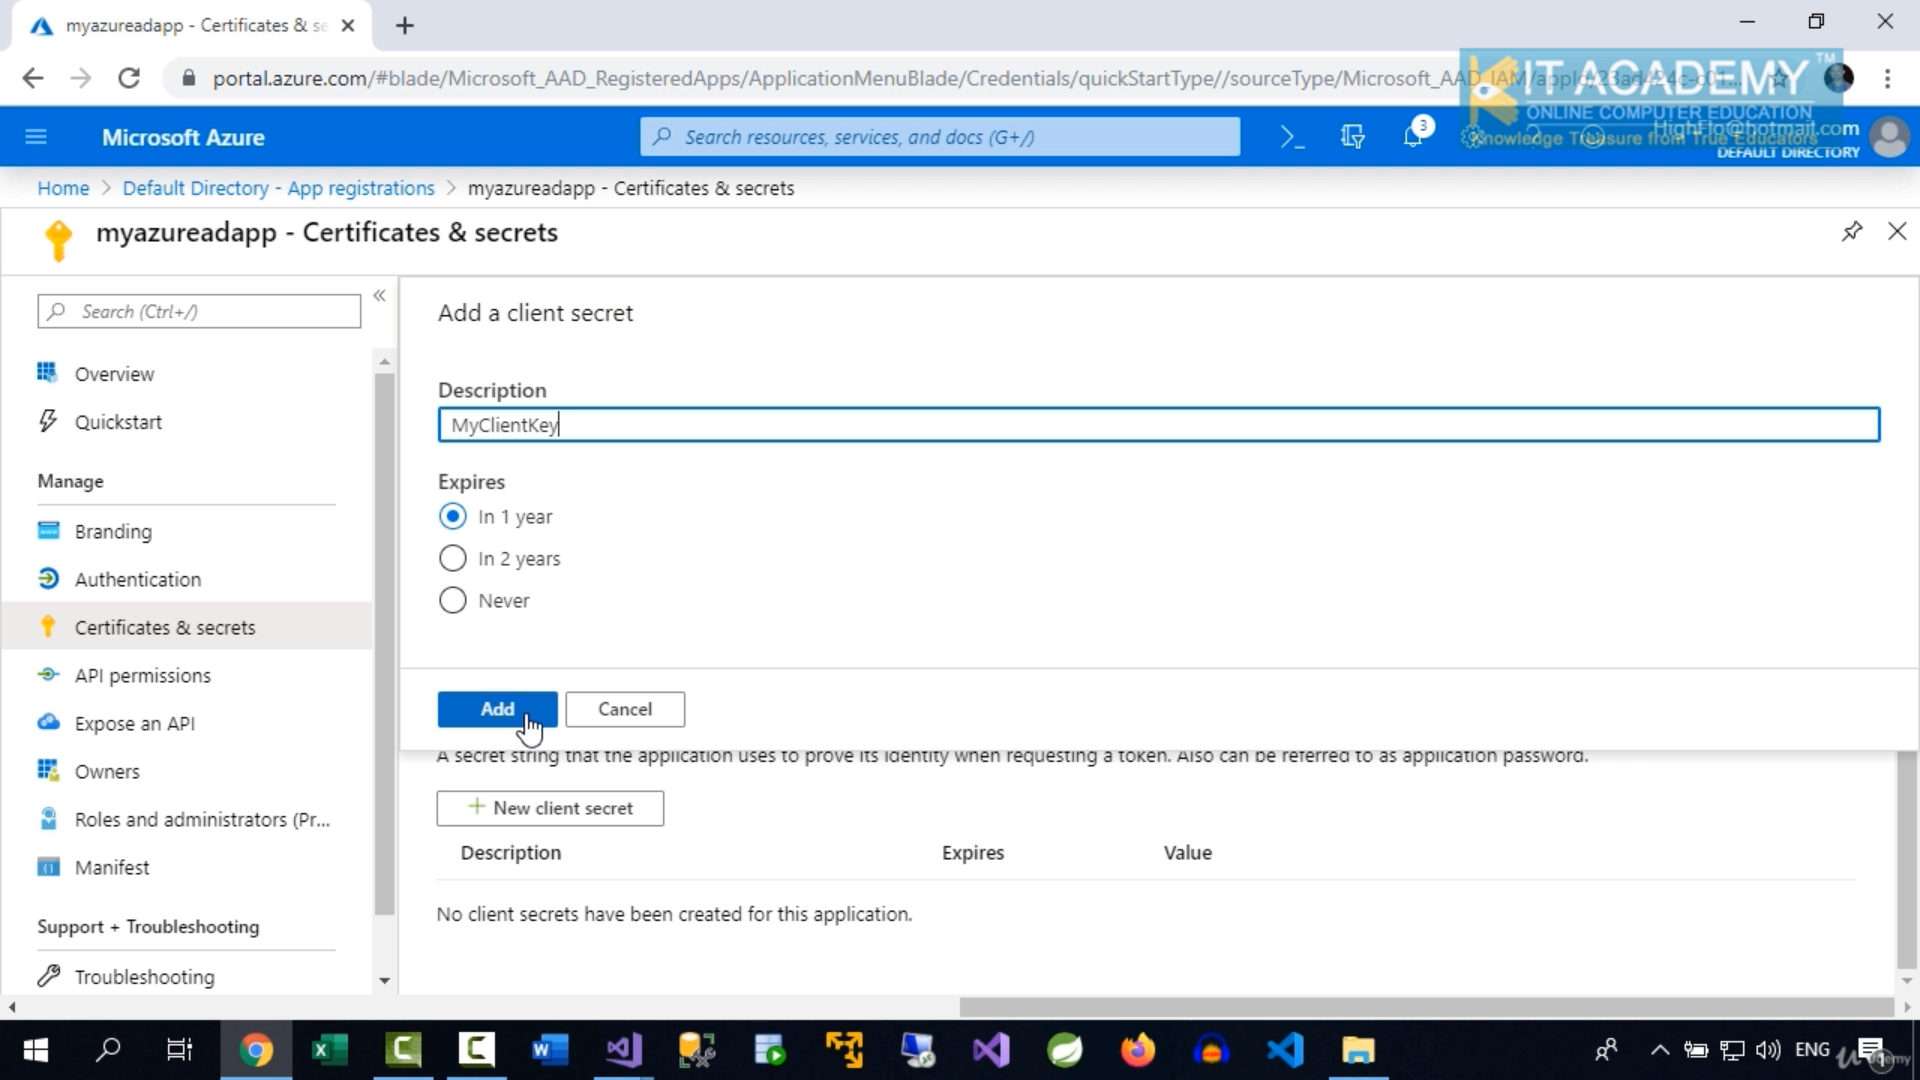 myazureadapp - Certificates & se
portal.azure.com/#blade/Microsoft_AAD_RegisteredApps/ApplicationMenuBlade/Credentials/quickStartType//sourceType/Microsoft_AAD_IAM/appId/23ad424c-c01...
KIT ACADEMY™
ONLINE COMPUTER EDUCATION
Knowledge Treasure from True Educators
Microsoft Azure
Search resources, services, and docs (G+/)
3
HighFlo@hotmail.com
DEFAULT DIRECTORY
Home > Default Directory - App registrations > myazureadapp - Certificates & secrets
myazureadapp - Certificates & secrets
Search (Ctrl+/)
Overview
Quickstart
Manage
Branding
Authentication
Certificates & secrets
API permissions
Expose an API
Owners
Roles and administrators (Pr...
Manifest
Support + Troubleshooting
Troubleshooting
Add a client secret
Description
MyClientKey
Expires
In 1 year
In 2 years
Never
Add
Cancel
A secret string that the application uses to prove its identity when requesting a token. Also can be referred to as application password.
+ New client secret
Description Expires Value
No client secrets have been created for this application.
ENG
1